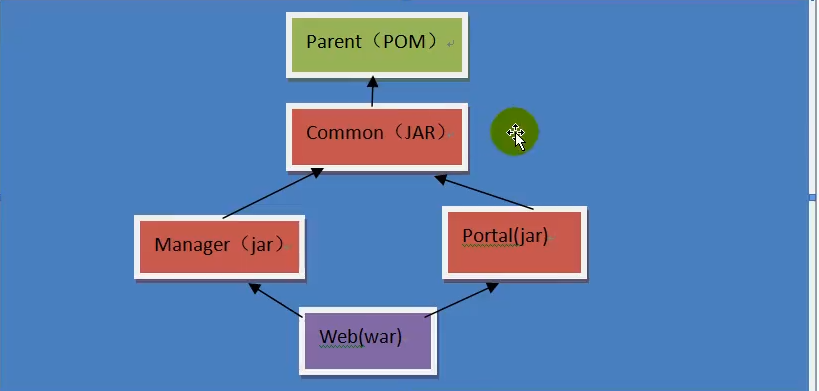 Parent（POM）
Common（JAR）
Manager（jar）
Portal(jar)
Web(war)